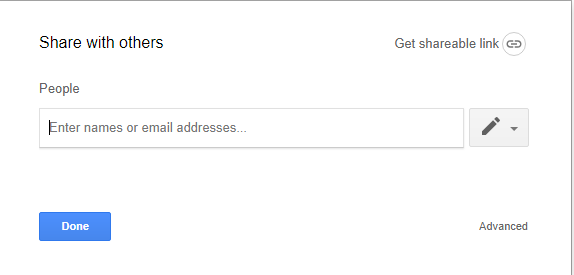 Share with others
Get shareable link
People
Enter names or email addresses...
Done
Advanced